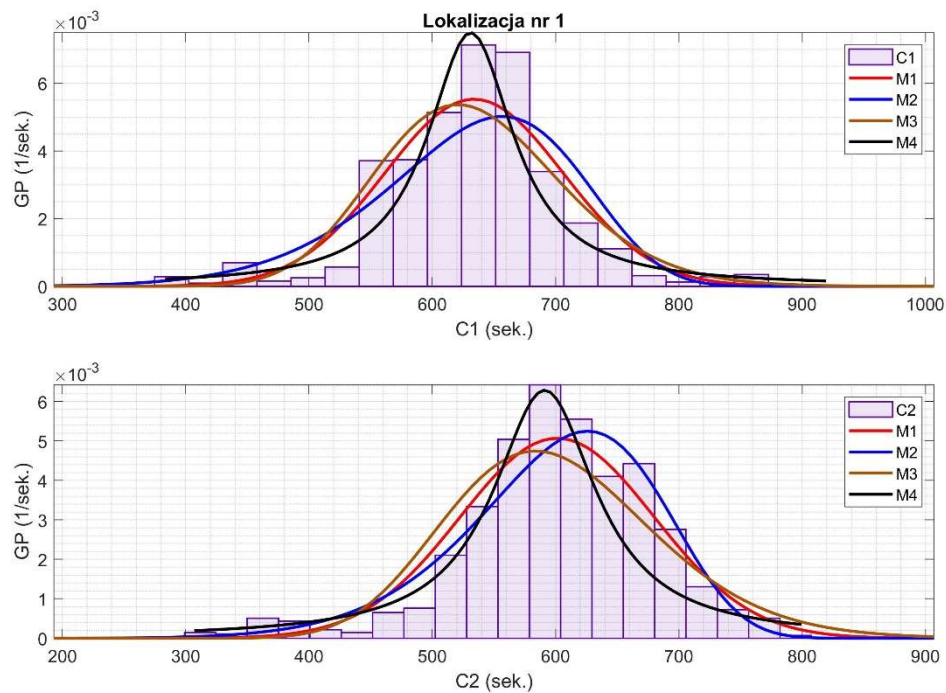 Lokalizacja nr 1
×10⁻³
6
4
2
0
GP (1/sek.)
300 400 500 600 700 800 900 1000
C1 (sek.)
C1
M1
M2
M3
M4
×10⁻³
6
5
4
3
2
1
0
GP (1/sek.)
200 300 400 500 600 700 800 900
C2 (sek.)
C2
M1
M2
M3
M4